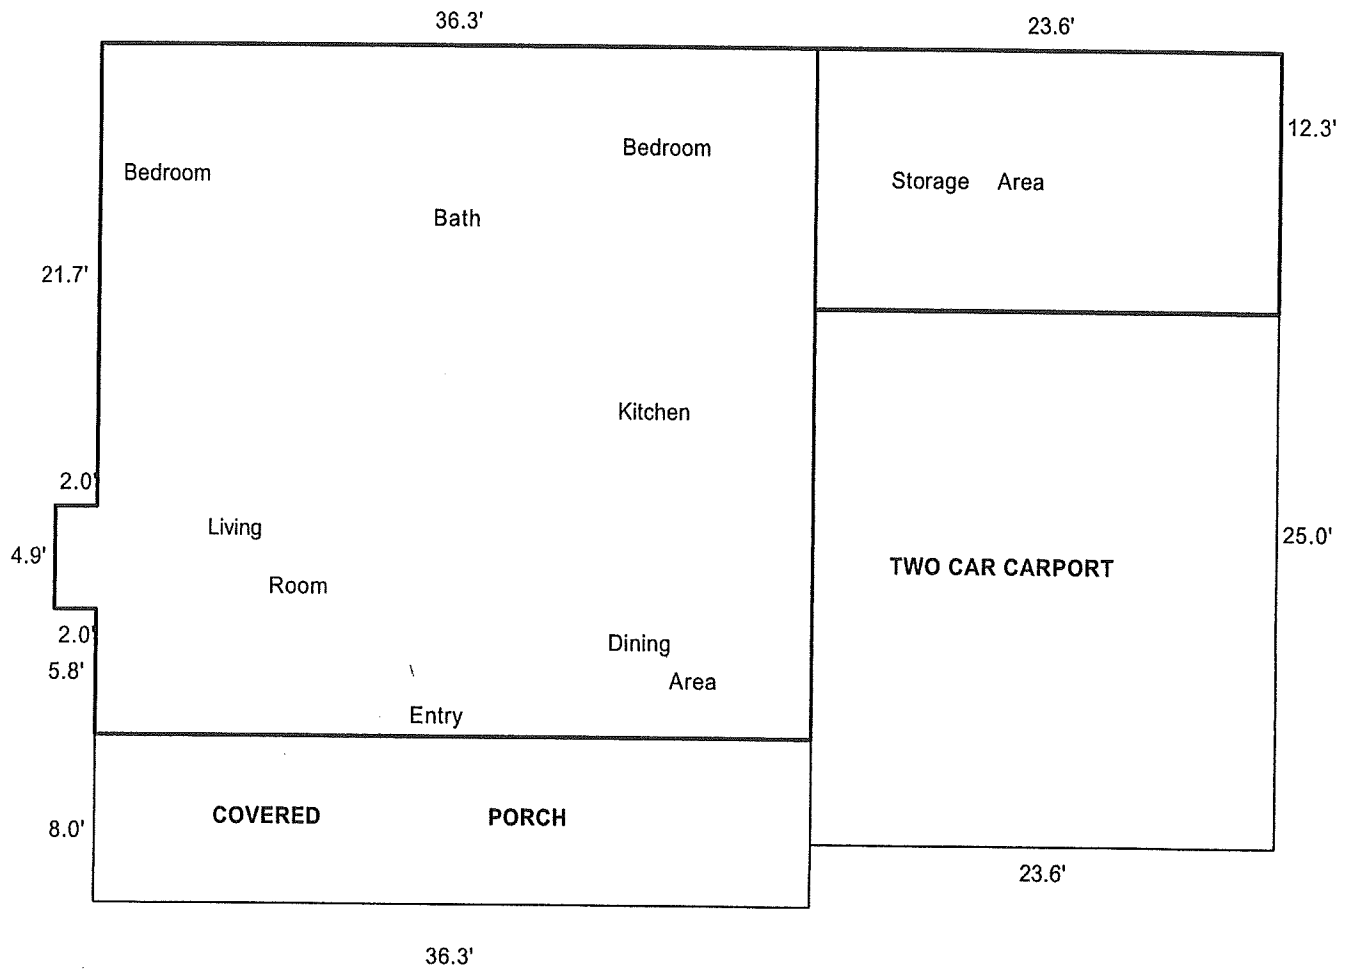 36.3'
23.6'
12.3'
Bedroom
Bedroom
Storage Area
Bath
21.7'
Kitchen
2.0'
Living
25.0'
4.9'
TWO CAR CARPORT
Room
2.0'
Dining
5.8'
Area
Entry
COVERED PORCH
8.0'
23.6'
36.3'